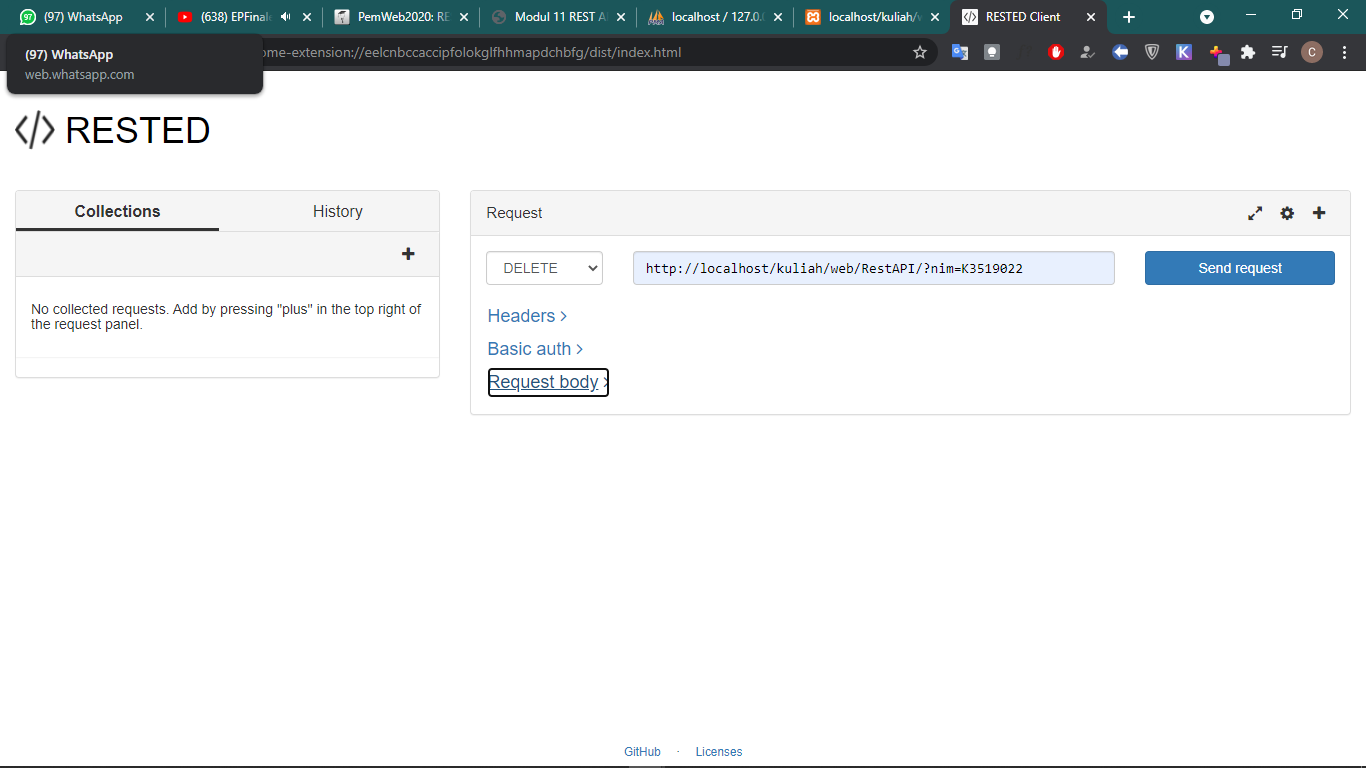 (97) WhatsApp
(638) EPFinal
PemWeb2020: RE
Modul 11 REST A
localhost / 127.0.
localhost/kuliah/
RESTED Client
(97) WhatsApp
web.whatsapp.com
ome-extension://eelcnbccaccipfolokglfhhmapdchbfg/dist/index.html
C
</> RESTED
Collections
History
No collected requests. Add by pressing "plus" in the top right of
the request panel.
Request
DELETE
http://localhost/kuliah/web/RestAPI/?nim=K3519022
Send request
Headers >
Basic auth >
Request body >
GitHub · Licenses